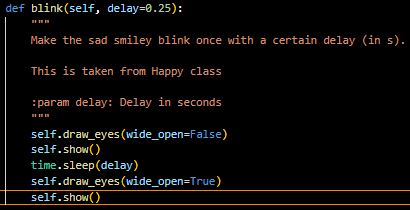 def blink(self, delay=0.25):
"""
Make the sad smiley blink once with a certain delay (in s).
This is taken from Happy class
:param delay: Delay in seconds
"""
self.draw_eyes(wide_open=False)
self.show()
time.sleep(delay)
self.draw_eyes(wide_open=True)
self.show()